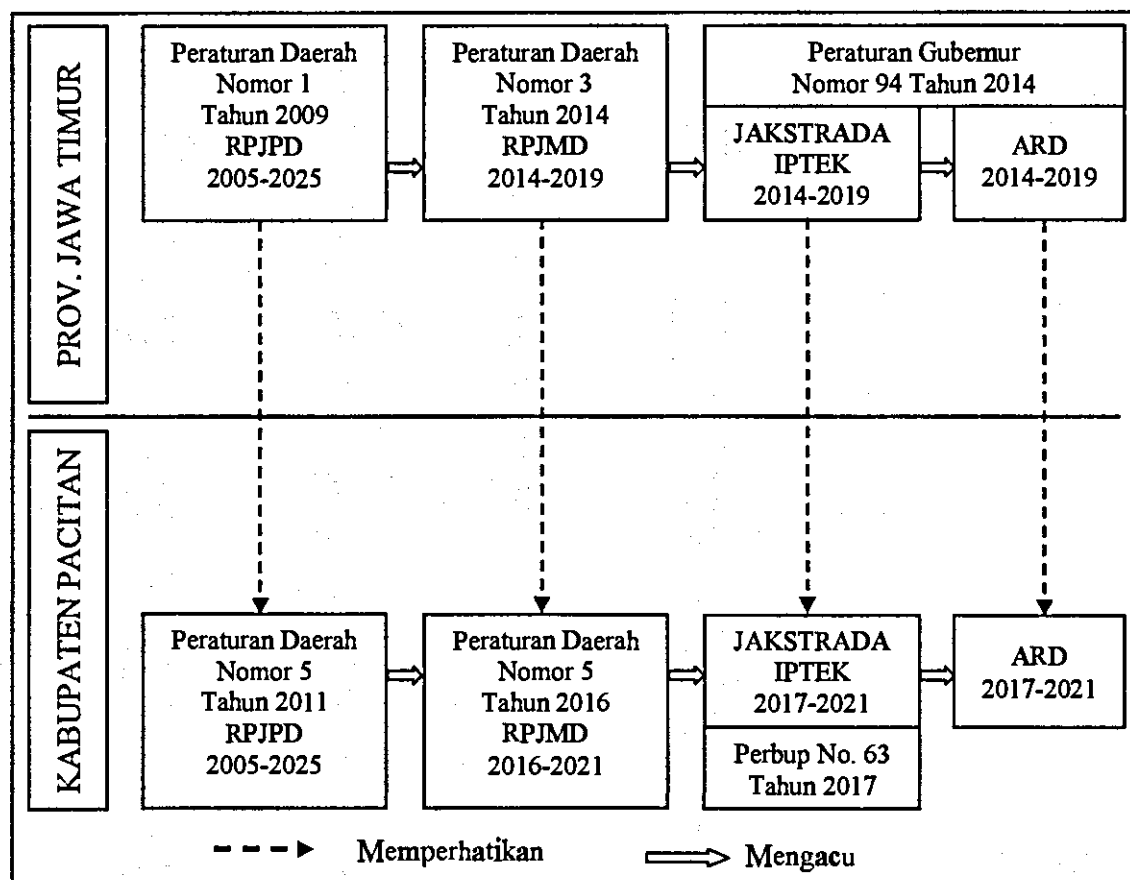 PROV. JAWA TIMUR
Peraturan Daerah
Nomor 1
Tahun 2009
RPJPD
2005-2025
Peraturan Daerah
Nomor 3
Tahun 2014
RPJMD
2014-2019
Peraturan Gubemur
Nomor 94 Tahun 2014
JAKSTRADA
IPTEK
2014-2019
ARD
2014-2019
KABUPATEN PACITAN
Peraturan Daerah
Nomor 5
Tahun 2011
RPJPD
2005-2025
Peraturan Daerah
Nomor 5
Tahun 2016
RPJMD
2016-2021
JAKSTRADA
IPTEK
2017-2021
Perbup No. 63
Tahun 2017
ARD
2017-2021
Memperhatikan
Mengacu